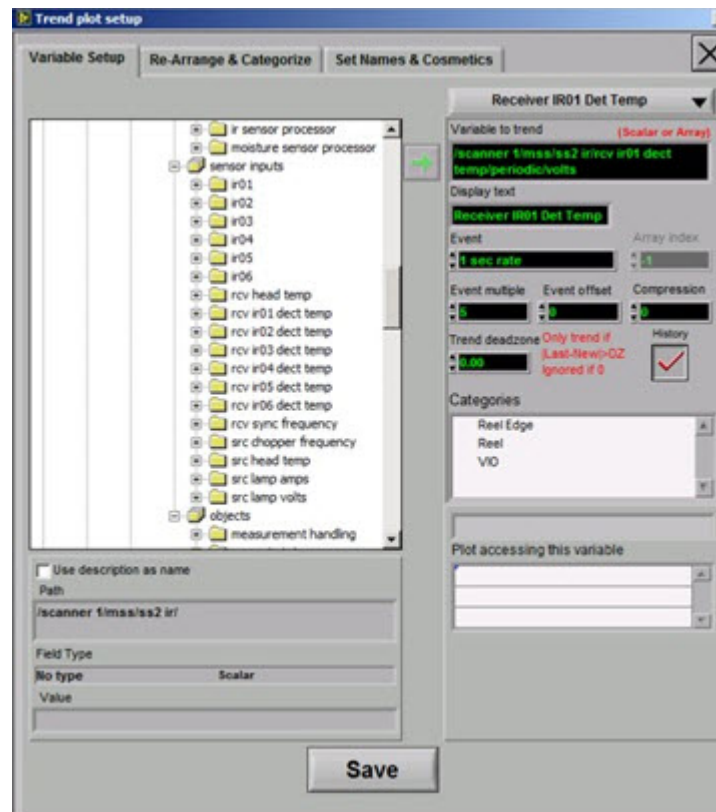 Trend plot setup
Variable Setup
Re-Arrange & Categorize
Set Names & Cosmetics
ir sensor processor
moisture sensor processor
sensor inputs
ir01
ir02
ir03
ir04
ir05
ir06
rcv head temp
rcv ir01 dect temp
rcv ir02 dect temp
rcv ir03 dect temp
rcv ir04 dect temp
rcv ir05 dect temp
rcv ir06 dect temp
rcv sync frequency
src chopper frequency
src head temp
src lamp amps
src lamp volts
objects
measurement handling
Use description as name
Path
/scanner 1/mss/ss2 ir/
Field Type
No type Scalar
Value
Receiver IR01 Det Temp
Variable to trend (Scalar or Array)
/scanner 1/mss/ss2 ir/rcv ir01 dect
temp/periodic/volts
Display text
Receiver IR01 Det Temp
Event Array index
1 sec rate -1
Event multiple Event offset Compression
5 0 0
Trend deadzone Only trend if History
|Last-New|>DZ
0.00 Ignored if 0
Categories
Reel Edge
Reel
VIO
Plot accessing this variable
Save